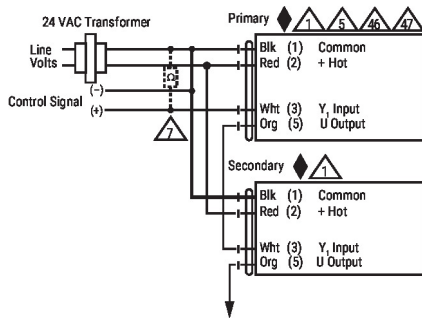 24 VAC Transformer
Primary 1 5 46 47
Line
Volts
Blk (1) Common
Red (2) + Hot
Ω
(–)
Control Signal
(+)
Wht (3) Y1 Input
Org (5) U Output
7
Secondary 1
Blk (1) Common
Red (2) + Hot
Wht (3) Y1 Input
Org (5) U Output